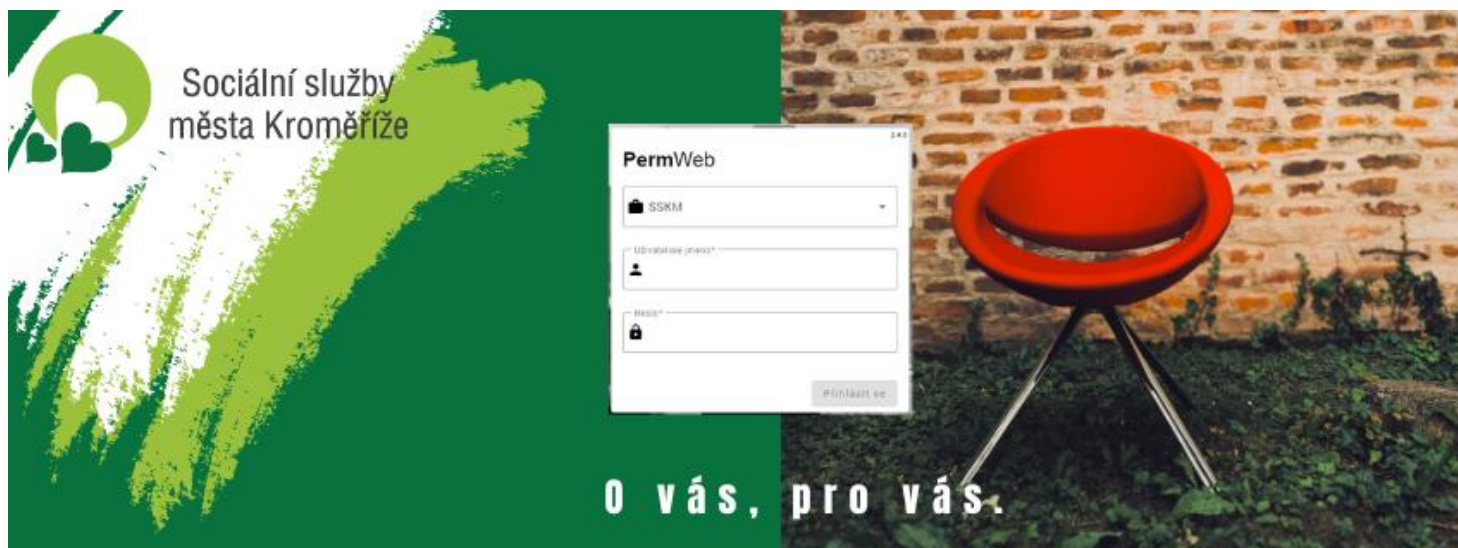 Sociální služby
města Kroměříže
PermWeb
SSKM
Uživatelské jméno*
Heslo*
Přihlásit se
O vás, pro vás.